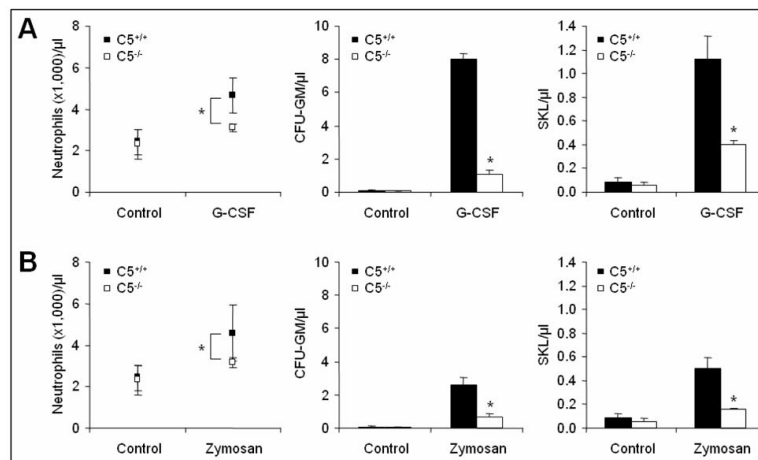 A
Neutrophils (x1,000)/µl
8
6
4
2
0
C5+/+
C5-/-
*
Control
G-CSF
CFU-GM/µl
10
8
6
4
2
0
C5+/+
C5-/-
*
Control
G-CSF
SKL/µl
1.4
1.2
1.0
0.8
0.6
0.4
0.2
0.0
C5+/+
C5-/-
*
Control
G-CSF
B
Neutrophils (x1,000)/µl
8
6
4
2
0
C5+/+
C5-/-
*
Control
Zymosan
CFU-GM/µl
10
8
6
4
2
0
C5+/+
C5-/-
*
Control
Zymosan
SKL/µl
1.4
1.2
1.0
0.8
0.6
0.4
0.2
0.0
C5+/+
C5-/-
*
Control
Zymosan